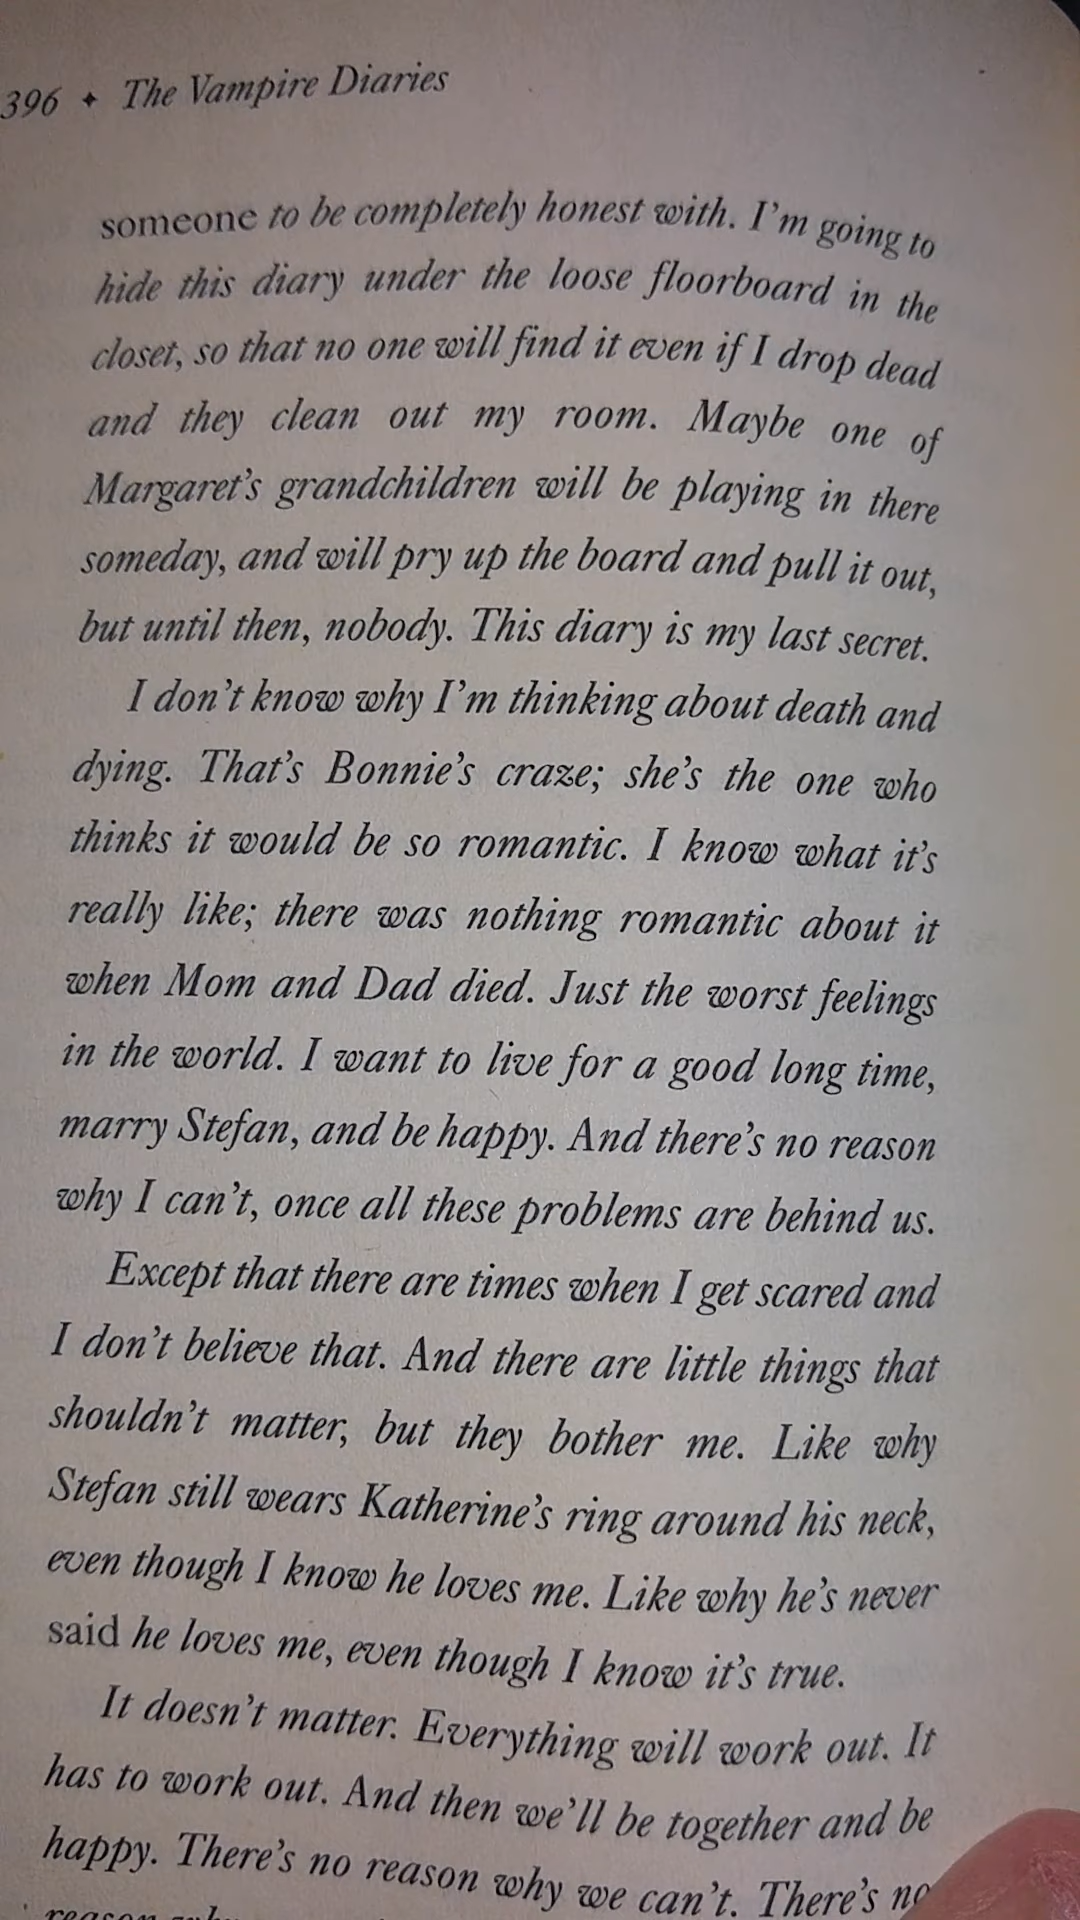 396 ✦ The Vampire Diaries
someone to be completely honest with. I'm going to
hide this diary under the loose floorboard in the
closet, so that no one will find it even if I drop dead
and they clean out my room. Maybe one of
Margaret's grandchildren will be playing in there
someday, and will pry up the board and pull it out,
but until then, nobody. This diary is my last secret.
I don't know why I'm thinking about death and
dying. That's Bonnie's craze; she's the one who
thinks it would be so romantic. I know what it's
really like; there was nothing romantic about it
when Mom and Dad died. Just the worst feelings
in the world. I want to live for a good long time,
marry Stefan, and be happy. And there's no reason
why I can't, once all these problems are behind us.
Except that there are times when I get scared and
I don't believe that. And there are little things that
shouldn't matter, but they bother me. Like why
Stefan still wears Katherine's ring around his neck,
even though I know he loves me. Like why he's never
said he loves me, even though I know it's true.
It doesn't matter. Everything will work out. It
has to work out. And then we'll be together and be
happy. There's no reason why we can't. There's no
reason why